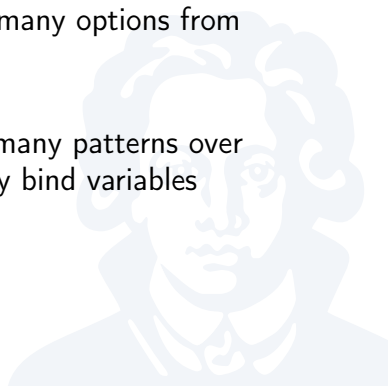 many options from
many patterns over
y bind variables